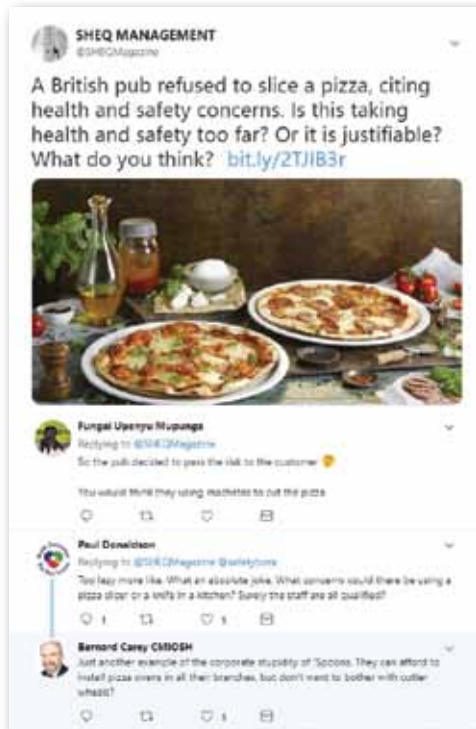 SHEQ MANAGEMENT
@SHEQMagazine
A British pub refused to slice a pizza, citing
health and safety concerns. Is this taking
health and safety too far? Or it is justifiable?
What do you think? bit.ly/2TJIB3r
Fungai Upenyu Mupunga
Replying to @SHEQMagazine
So the pub decided to pass the risk to the customer
You would think they using machetes to cut the pizza
Paul Donaldson
Replying to @SHEQMagazine
Too lazy more like. What an absolute joke. What concerns could there be using a
pizza slicer or a knife in a kitchen? Surely the staff are all qualified?
1 1
Bernard Carey CMIOSH
Just another example of the corporate stupidity of 'Spoons. They can afford to
install pizza ovens in all their branches, but don't want to bother with cutter
wheels?
1